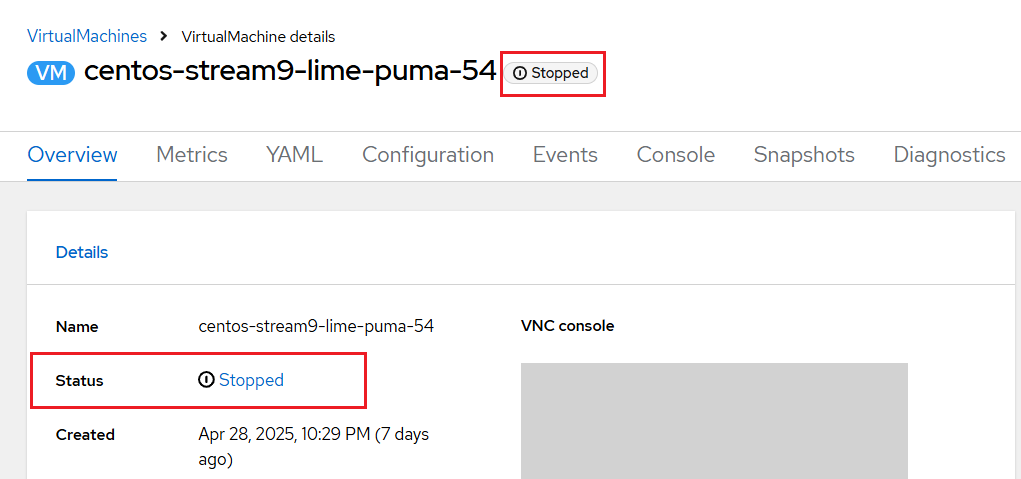 VirtualMachines > VirtualMachine details
VM centos-stream9-lime-puma-54 Stopped
Overview Metrics YAML Configuration Events Console Snapshots Diagnostics
Details
Name centos-stream9-lime-puma-54 VNC console
Status Stopped
Created Apr 28, 2025, 10:29 PM (7 days
ago)